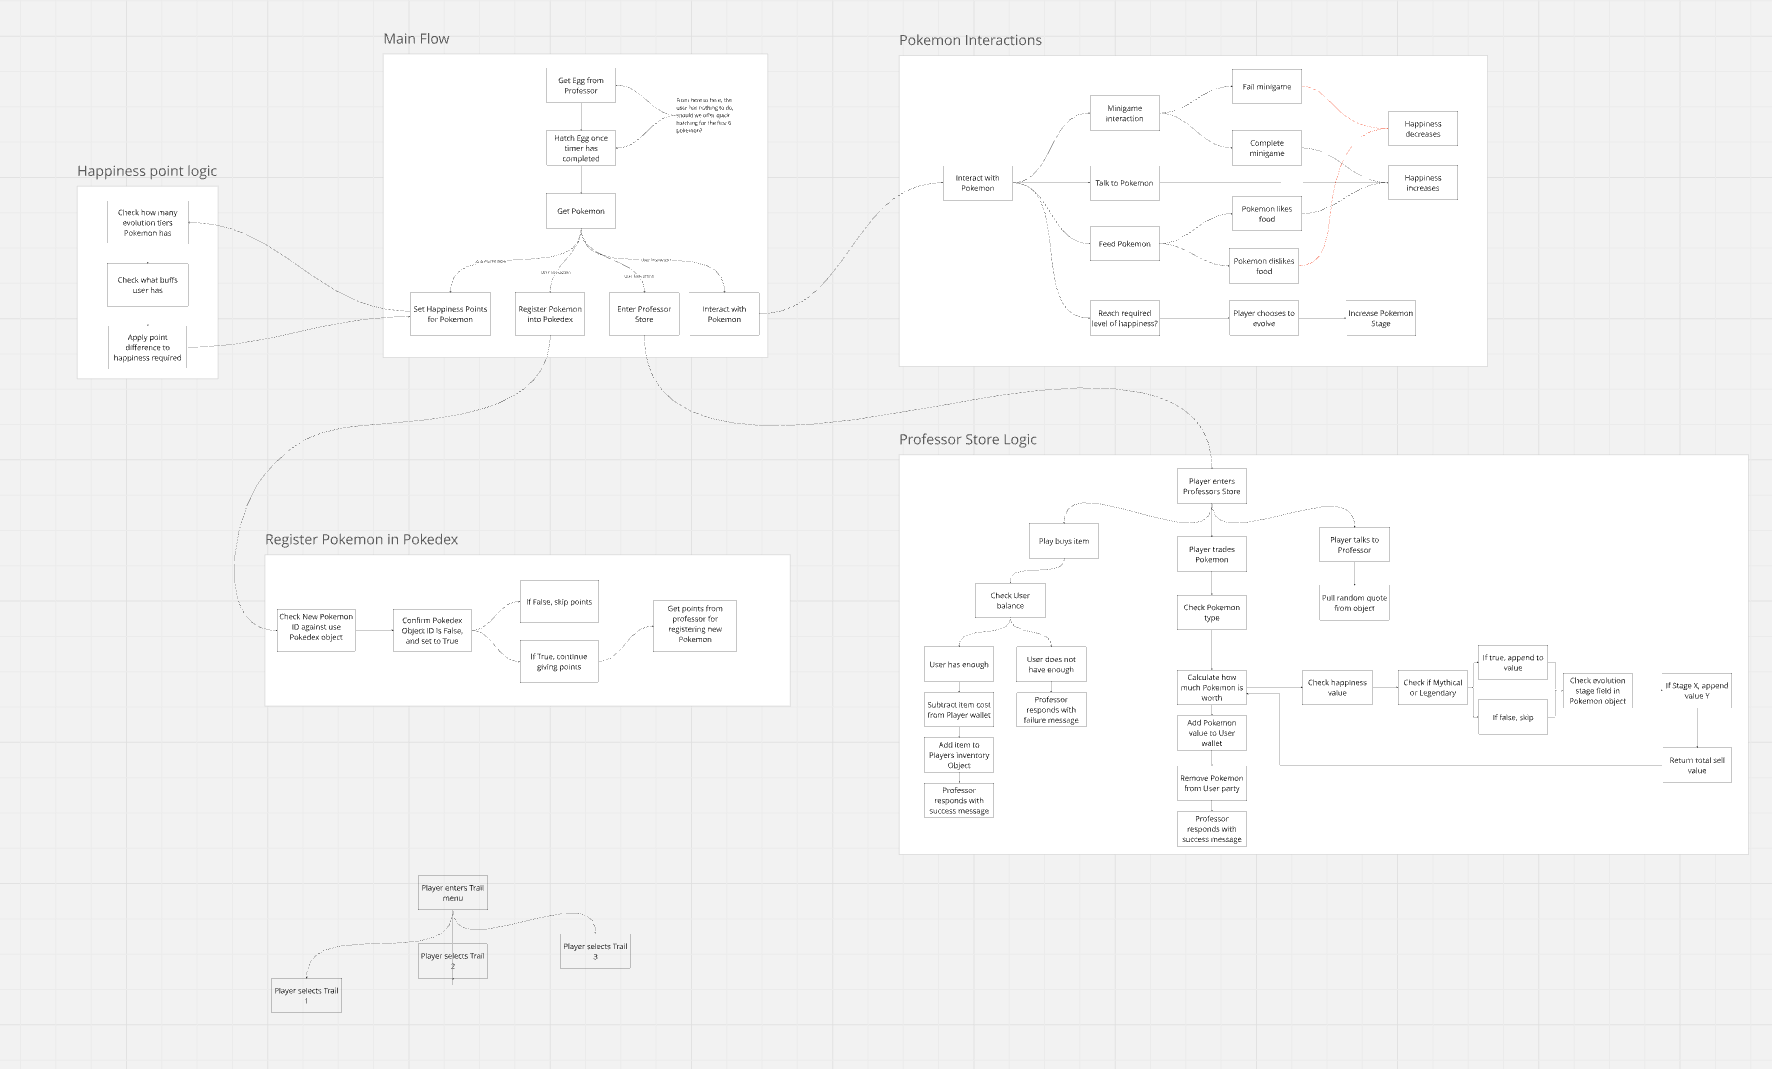 Main Flow
Get Egg from
Professor
From here to here, the
user has nothing to do,
should we offer quick
hatching for the first 6
pokemon?
Hatch Egg once
timer has
completed
Get Pokemon
Set Happiness Points
for Pokemon
Register Pokemon
into Pokedex
Enter Professor
Store
Interact with
Pokemon
Happiness point logic
Check how many
evolution tiers
Pokemon has
Check what buffs
user has
Apply point
difference to
happiness required
Pokemon Interactions
Interact with
Pokemon
Minigame
interaction
Fail minigame
Complete
minigame
Happiness
decreases
Happiness
increases
Talk to Pokemon
Feed Pokemon
Pokemon likes
food
Pokemon dislikes
food
Reach required
level of happiness?
Player chooses to
evolve
Increase Pokemon
Stage
Register Pokemon in Pokedex
Check New Pokemon
ID against use
Pokedex object
Confirm Pokedex
Object ID Is False,
and set to True
If False, skip points
If True, continue
giving points
Get points from
professor for
registering new
Pokemon
Professor Store Logic
Player enters
Professors Store
Play buys item
Player trades
Pokemon
Player talks to
Professor
Pull random quote
from object
Check User
balance
User has enough
User does not
have enough
Subtract item cost
from Player wallet
Professor
responds with
failure message
Add item to
Players inventory
Object
Professor
responds with
success message
Check Pokemon
type
Calculate how
much Pokemon is
worth
Add Pokemon
value to User
wallet
Remove Pokemon
from User party
Professor
responds with
success message
Check happiness
value
Check if Mythical
or Legendary
If true, append to
value
If false, skip
Check evolution
stage field in
Pokemon object
If Stage X, append
value Y
Return total sell
value
Player enters Trail
menu
Player selects Trail
1
Player selects Trail
2
Player selects Trail
3